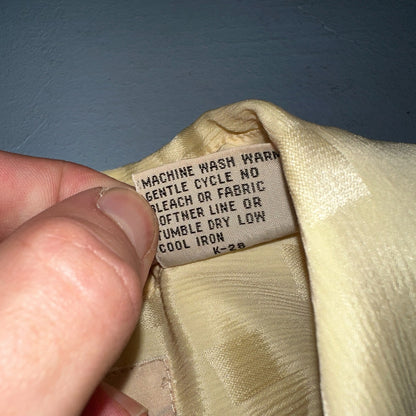 MACHINE WASH WARM
GENTLE CYCLE NO
BLEACH OR FABRIC
SOFTNER LINE OR
TUMBLE DRY LOW
COOL IRON
K-28